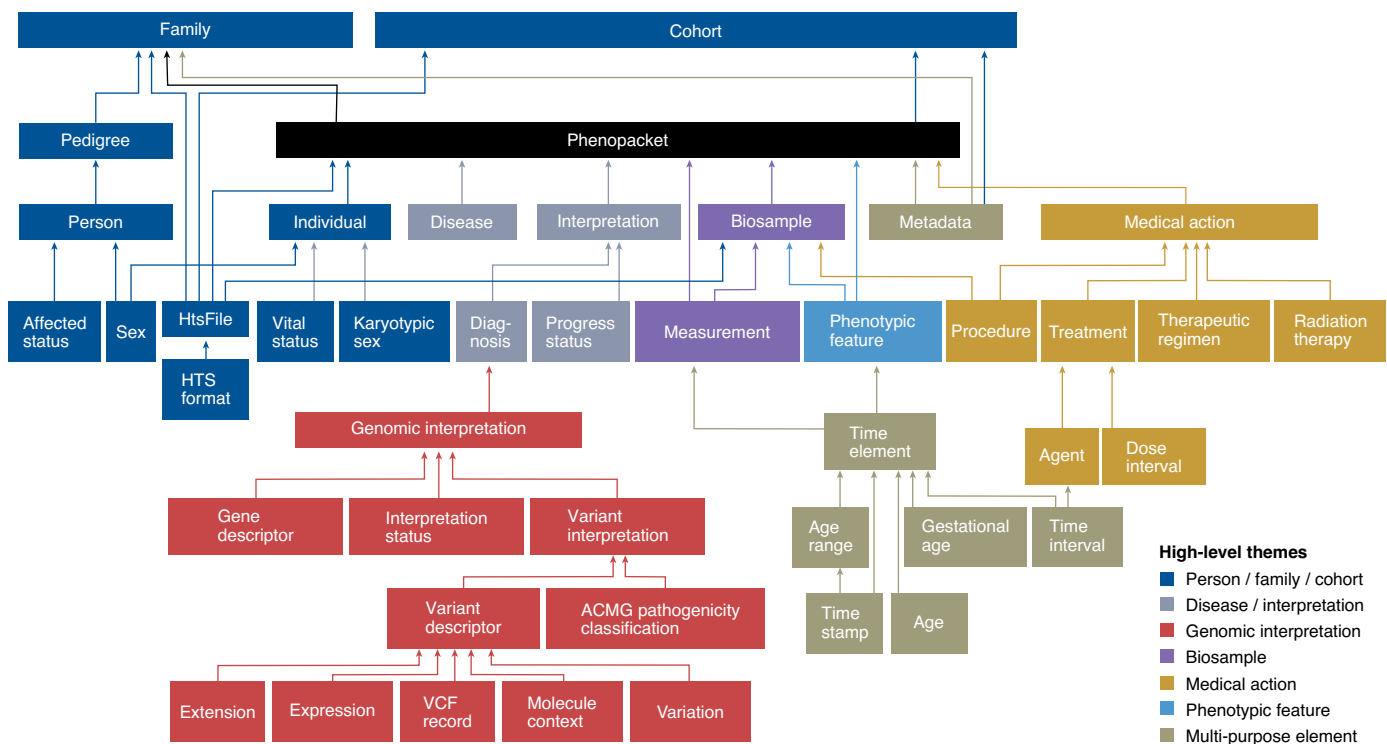 Family
Cohort
Pedigree
Phenopacket
Person
Individual
Disease
Interpretation
Biosample
Metadata
Medical action
Affected
status
Sex
HtsFile
Vital
status
Karyotypic
sex
Diag-
nosis
Progress
status
Measurement
Phenotypic
feature
Procedure
Treatment
Therapeutic
regimen
Radiation
therapy
HTS
format
Genomic interpretation
Time
element
Agent
Dose
interval
Gene
descriptor
Interpretation
status
Variant
interpretation
Age
range
Gestational
age
Time
interval
Variant
descriptor
ACMG pathogenicity
classification
Time
stamp
Age
Extension
Expression
VCF
record
Molecule
context
Variation
High-level themes
Person / family / cohort
Disease / interpretation
Genomic interpretation
Biosample
Medical action
Phenotypic feature
Multi-purpose element